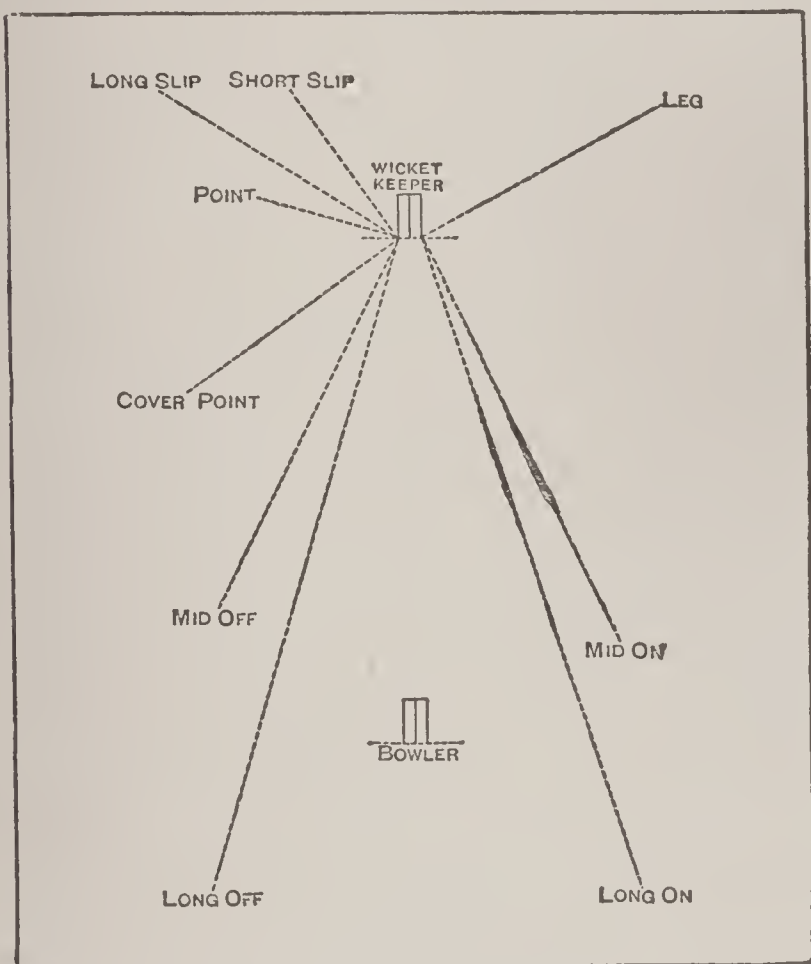 LONG SLIP
SHORT SLIP
LEG
WICKET
KEEPER
POINT
COVER POINT
MID OFF
MID ON
BOWLER
LONG OFF
LONG ON